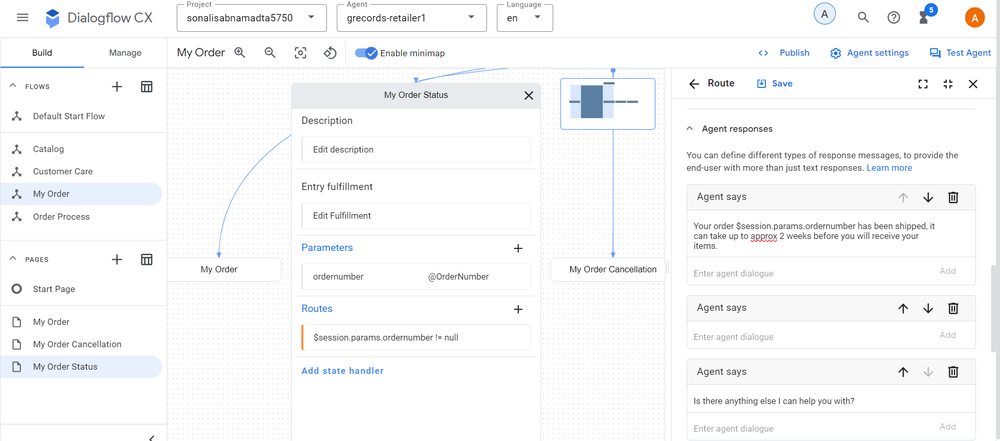 Dialogflow CX
Project
sonalisabnamadta5750
Agent
grecords-retailer1
Language
en
A
5
A
Build
Manage
My Order
Enable minimap
Publish
Agent settings
Test Agent
FLOWS
Default Start Flow
Catalog
Customer Care
My Order
Order Process
PAGES
Start Page
My Order
My Order Cancellation
My Order Status
My Order
My Order Status
Description
Edit description
Entry fulfillment
Edit Fulfillment
Parameters
ordernumber @OrderNumber
Routes
$session.params.ordernumber != null
Add state handler
My Order Cancellation
Route
Save
Agent responses
You can define different types of response messages, to provide the
end-user with more than just text responses. Learn more
Agent says
Your order $session.params.ordernumber has been shipped, it
can take up to approx 2 weeks before you will receive your
items.
Enter agent dialogue Add
Agent says
Enter agent dialogue Add
Agent says
Is there anything else I can help you with?
Enter agent dialogue Add